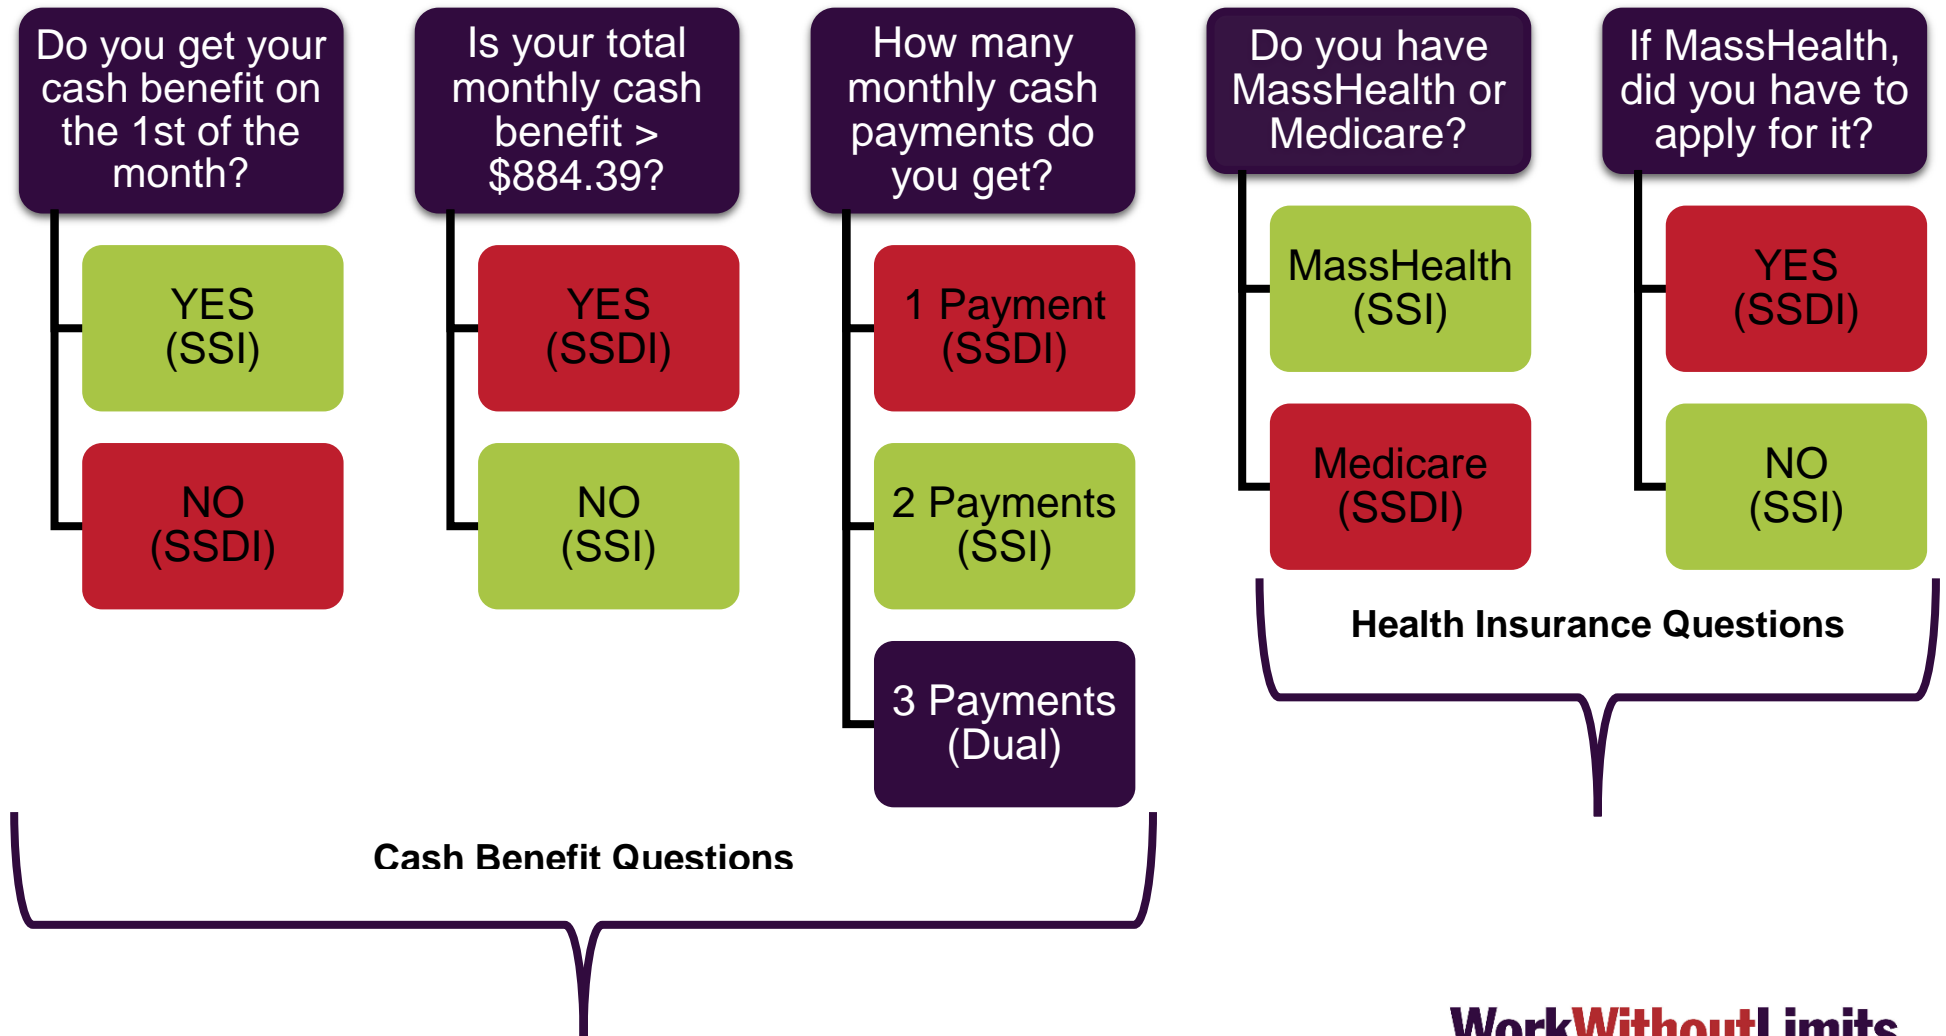 Do you get your
cash benefit on
the 1st of the
month?
YES
(SSI)
NO
(SSDI)
Is your total
monthly cash
benefit >
$884.39?
YES
(SSDI)
NO
(SSI)
How many
monthly cash
payments do
you get?
1 Payment
(SSDI)
2 Payments
(SSI)
3 Payments
(Dual)
Do you have
MassHealth or
Medicare?
MassHealth
(SSI)
Medicare
(SSDI)
If MassHealth,
did you have to
apply for it?
YES
(SSDI)
NO
(SSI)
Health Insurance Questions
Cash Benefit Questions
WorkWithoutLimits